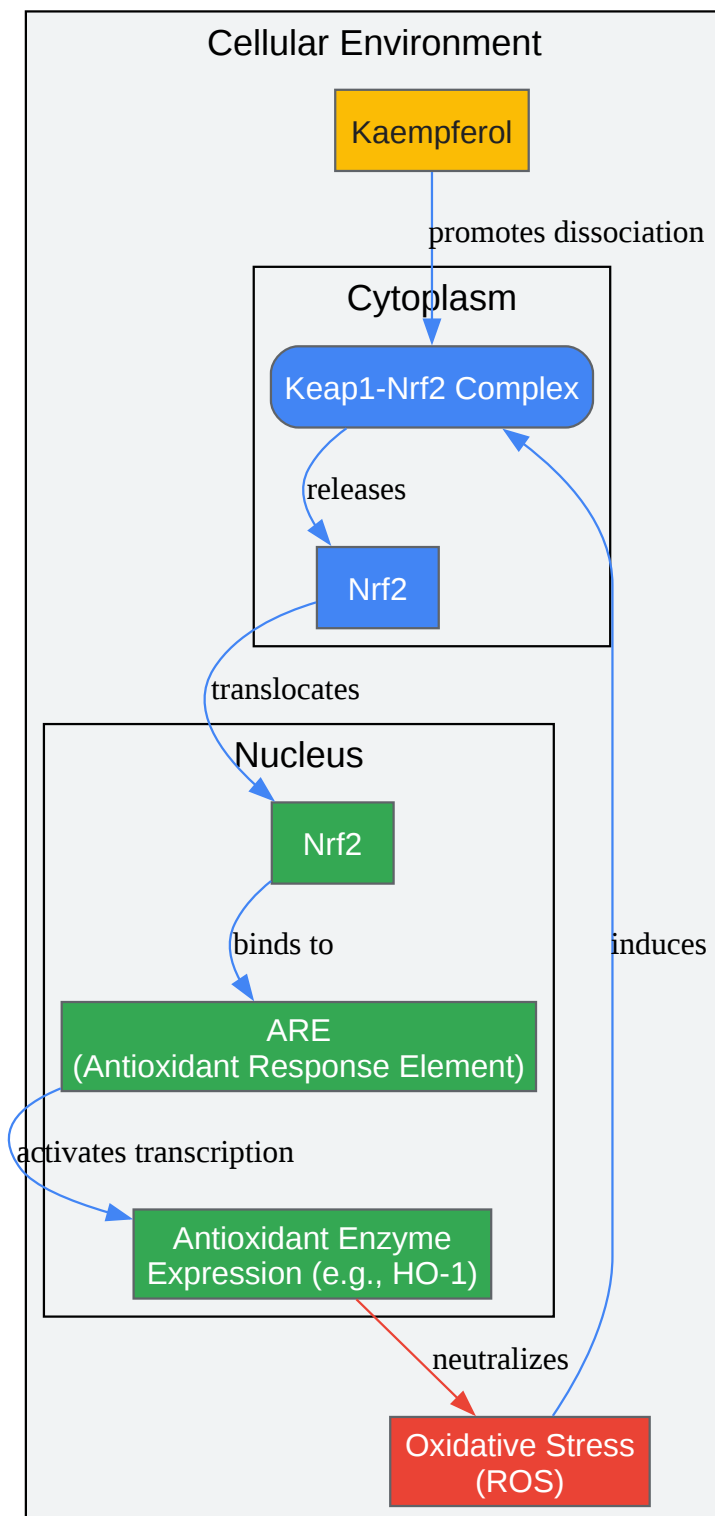 Cellular Environment
Kaempferol
promotes dissociation
Cytoplasm
Keap1-Nrf2 Complex
releases
Nrf2
translocates
Nucleus
Nrf2
binds to
induces
ARE
(Antioxidant Response Element)
activates transcription
Antioxidant Enzyme
Expression (e.g., HO-1)
neutralizes
Oxidative Stress
(ROS)